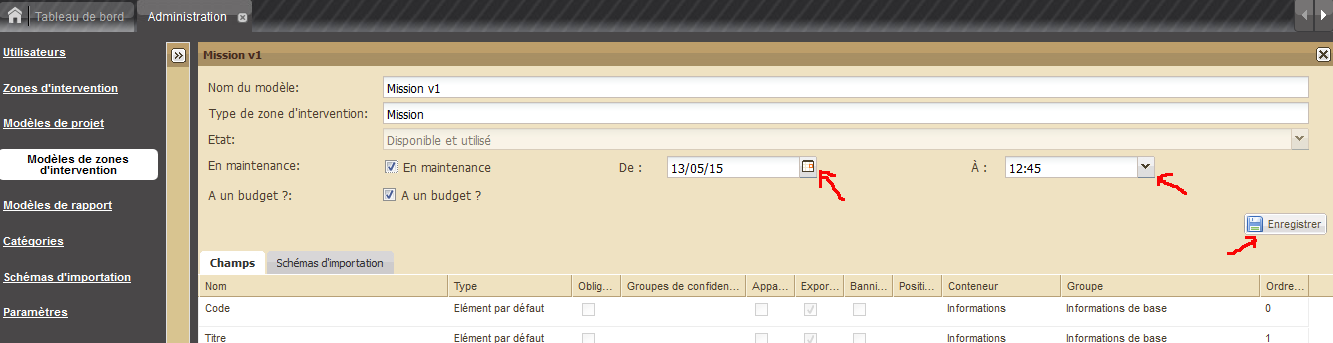 Tableau de bord Administration
Utilisateurs
Zones d'intervention
Modèles de projet
Modèles de zones
d'intervention
Modèles de rapport
Catégories
Schémas d'importation
Paramètres
Mission v1
Nom du modèle: Mission v1
Type de zone d'intervention: Mission
Etat: Disponible et utilisé
En maintenance: En maintenance De : 13/05/15 À : 12:45
A un budget ?: A un budget ?
Enregistrer
Champs Schémas d'importation
Nom Type Oblig... Groupes de confiden... Appa... Expor... Banni... Positi... Conteneur Groupe Ordre...
Code Elément par défaut Informations Informations de base 0
Titre Elément par défaut Informations Informations de base 1